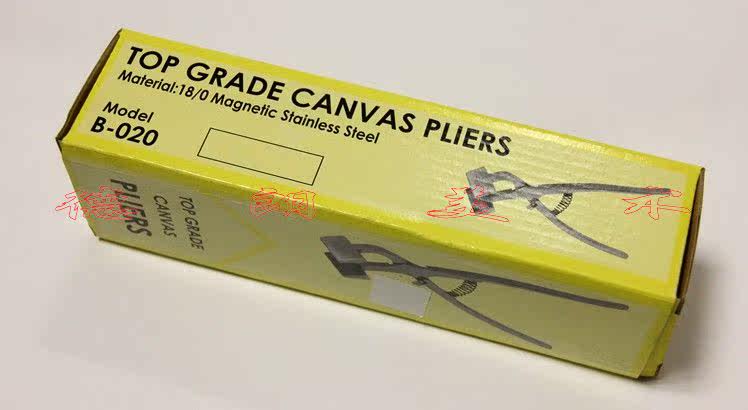 TOP GRADE CANVAS PLIERS
Material:18/0 Magnetic Stainless Steel
Model
B-020
TOP GRADE
CANVAS
PLIERS